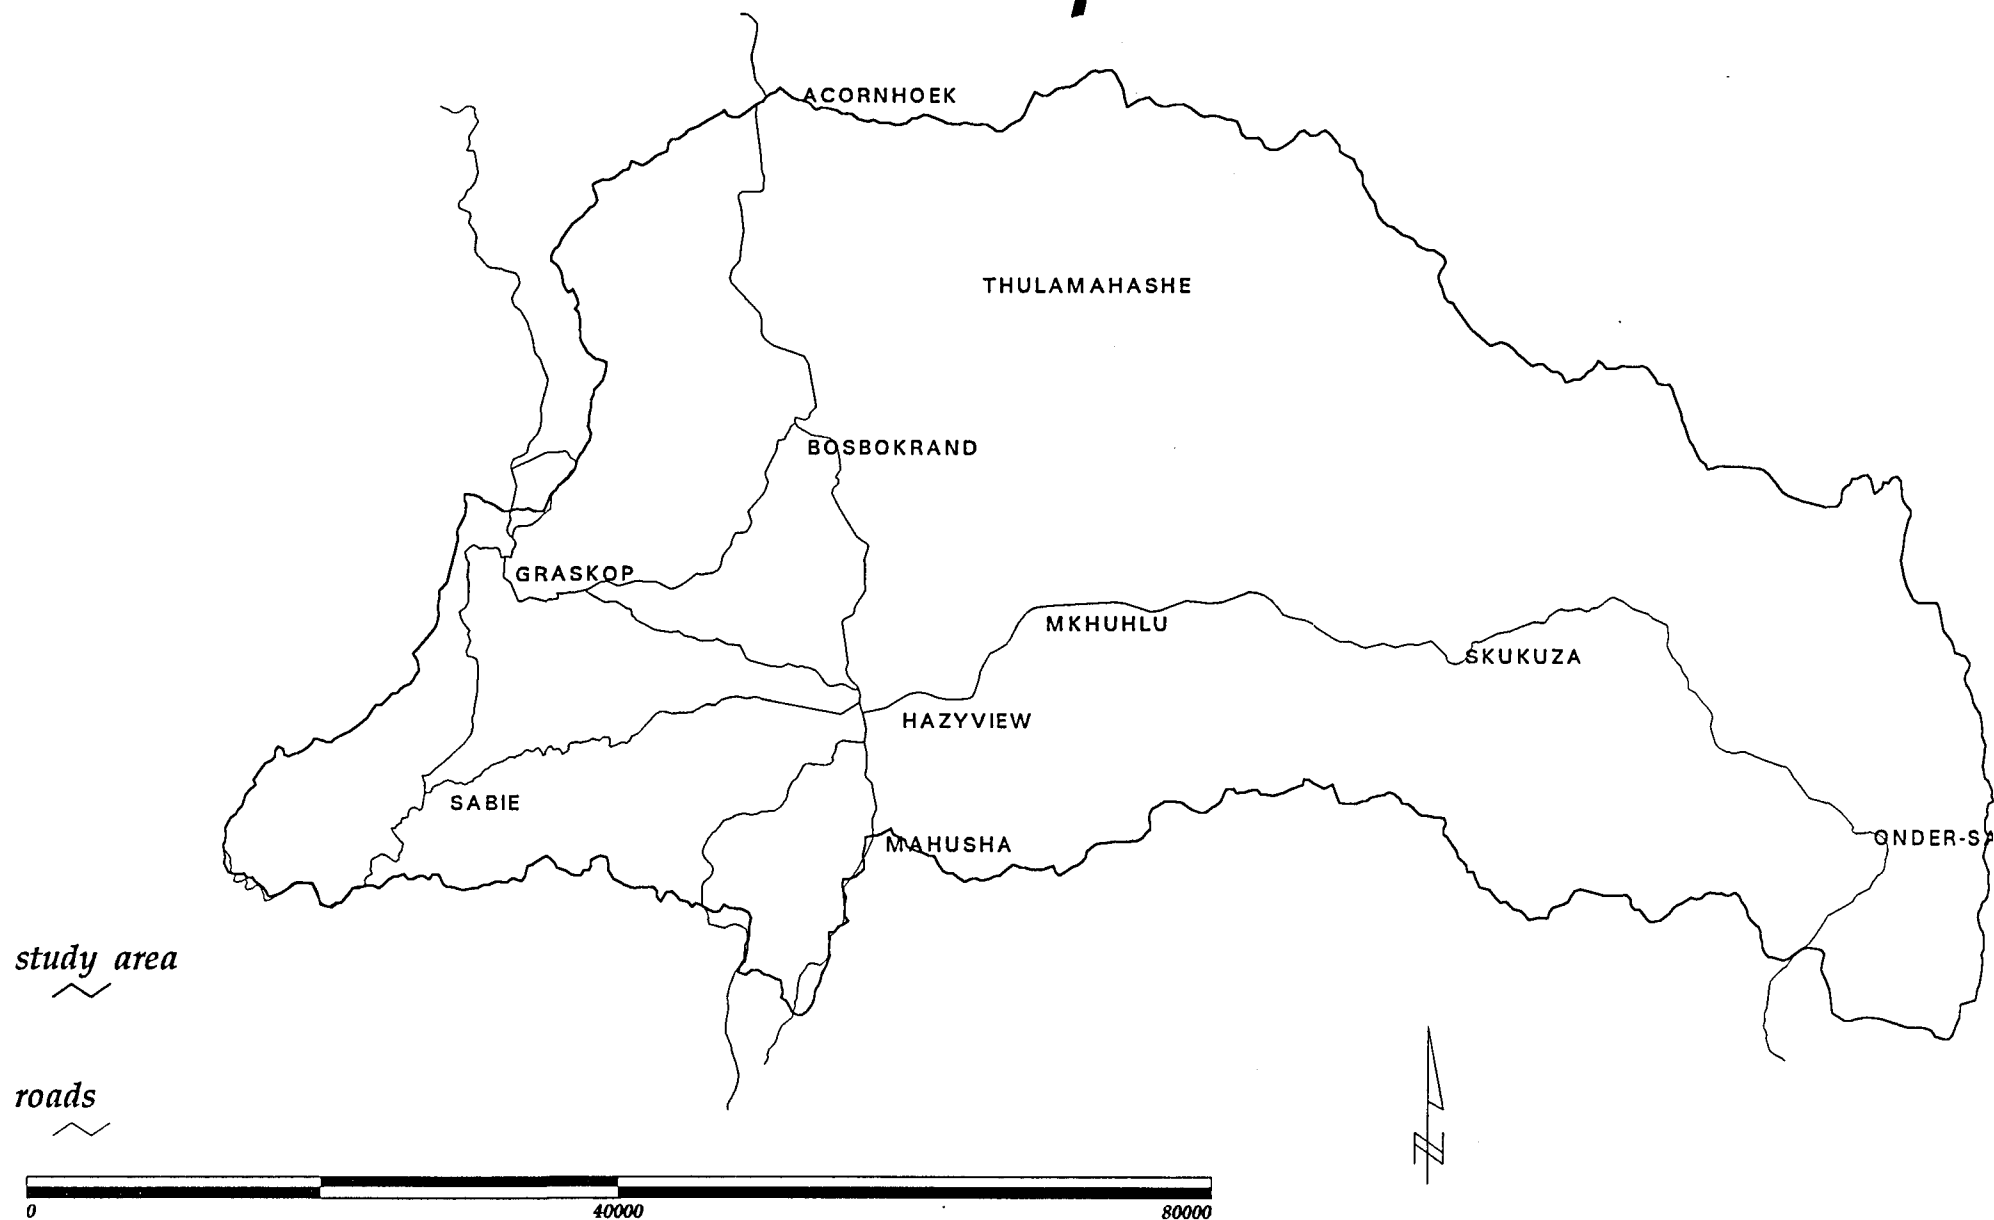 ACORNHOEK
THULAMAHASHE
BOSBOKRAND
GRASKOP
MKHUHLU
SKUKUZA
HAZYVIEW
SABIE
MAHUSHA
ONDER-SA
study area
roads
N
0 40000 80000